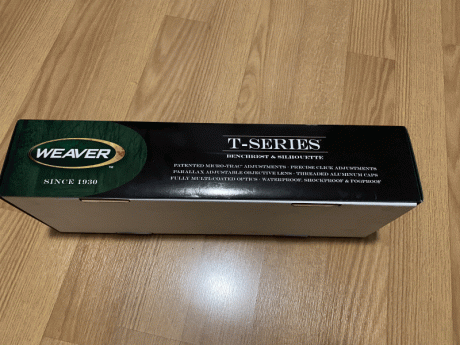 WEAVER
™
SINCE 1930
T-SERIES
BENCHREST & SILHOUETTE
PATENTED MICRO-TRAC ADJUSTMENTS · PRECISE CLICK ADJUSTMENTS
PARALLAX ADJUSTABLE OBJECTIVE LENS · THREADED ALUMINUM CAPS
FULLY MULTI-COATED OPTICS · WATERPROOF, SHOCKPROOF & FOGPROOF